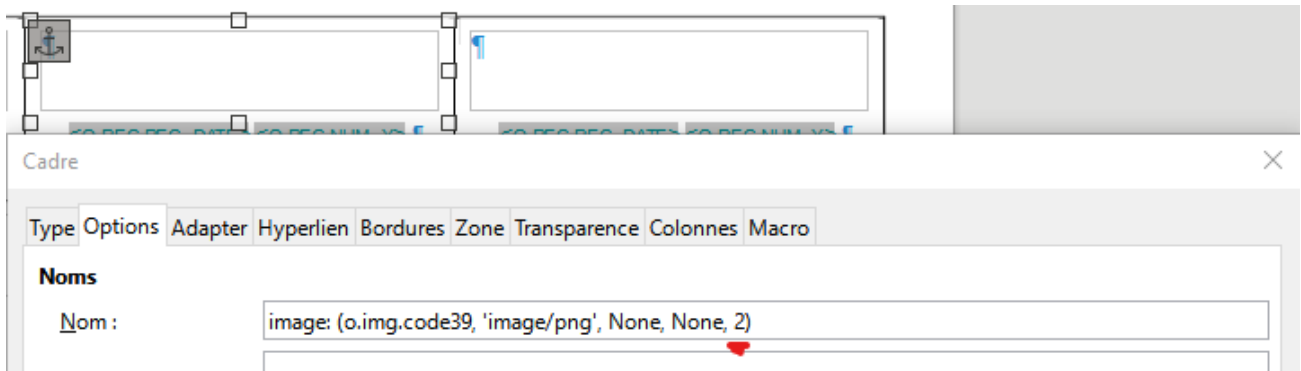 ¶
Cadre
Type Options Adapter Hyperlien Bordures Zone Transparence Colonnes Macro
Noms
Nom : image: (o.img.code39, 'image/png', None, None, 2)